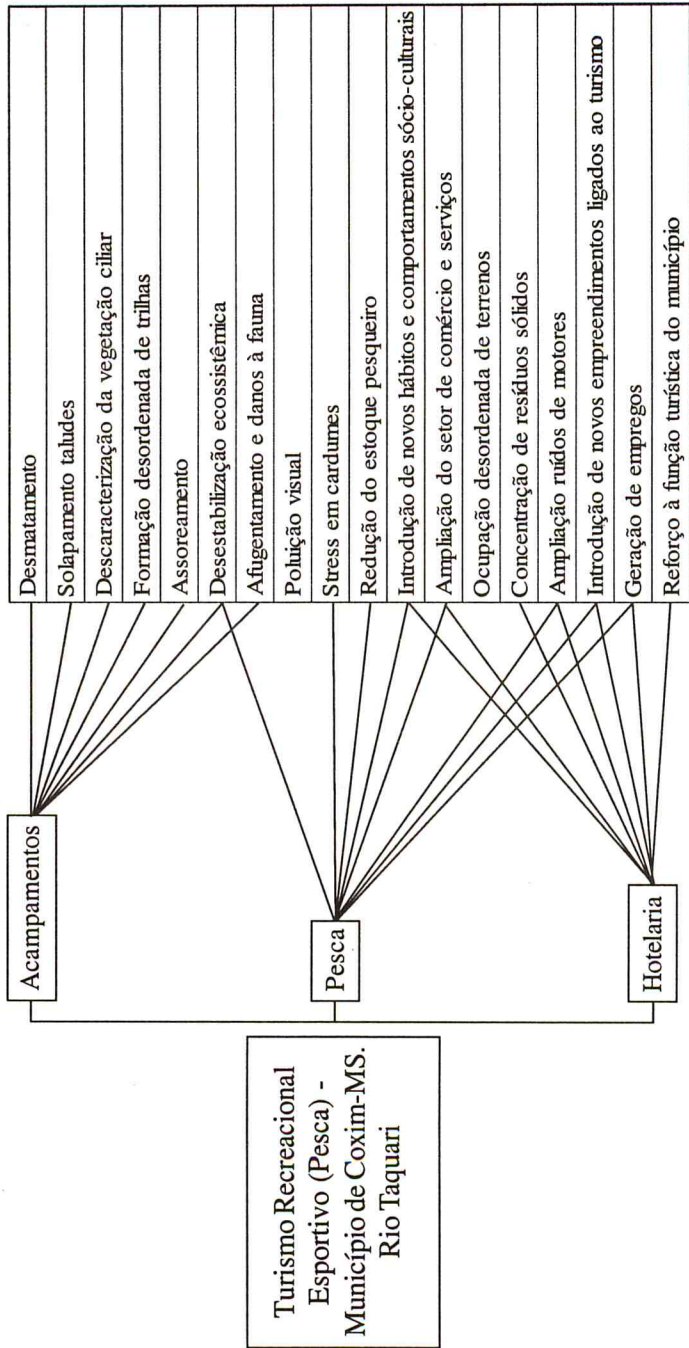 Turismo Recreacional
Esportivo (Pesca) -
Município de Coxim-MS.
Rio Taquari
Acampamentos
Pesca
Hotelaria
Desmatamento
Solapamento taludes
Descaracterização da vegetação ciliar
Formação desordenada de trilhas
Assoreamento
Desestabilização ecossistêmica
Afugentamento e danos à fauna
Poluição visual
Stress em cardumes
Redução do estoque pesqueiro
Introdução de novos hábitos e comportamentos sócio-culturais
Ampliação do setor de comércio e serviços
Ocupação desordenada de terrenos
Concentração de resíduos sólidos
Ampliação ruídos de motores
Introdução de novos empreendimentos ligados ao turismo
Geração de empregos
Reforço à função turística do município